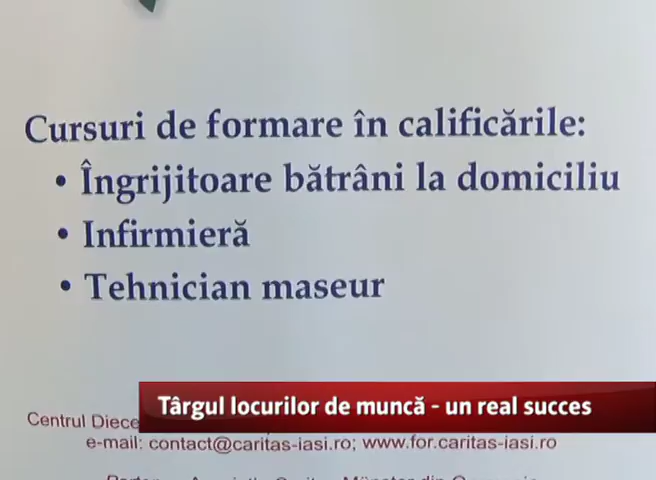 Cursuri de formare în calificările:
• Îngrijitoare bătrâni la domiciliu
• Infirmieră
• Tehnician maseur
Centrul Diece
Târgul locurilor de muncă - un real succes
e-mail: contact@caritas-iasi.ro; www.for.caritas-iasi.ro